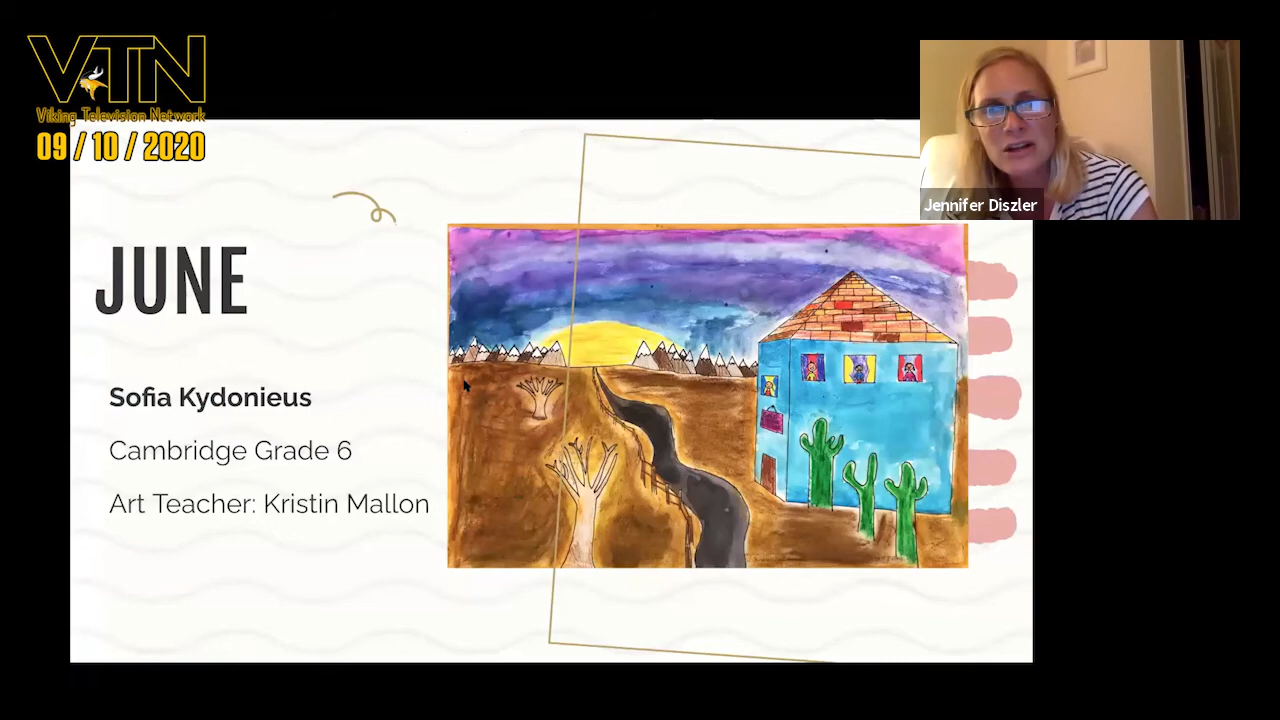 VTN
Viking Television Network
09 / 10 / 2020
Jennifer Diszler
JUNE
Sofia Kydonieus
Cambridge Grade 6
Art Teacher: Kristin Mallon